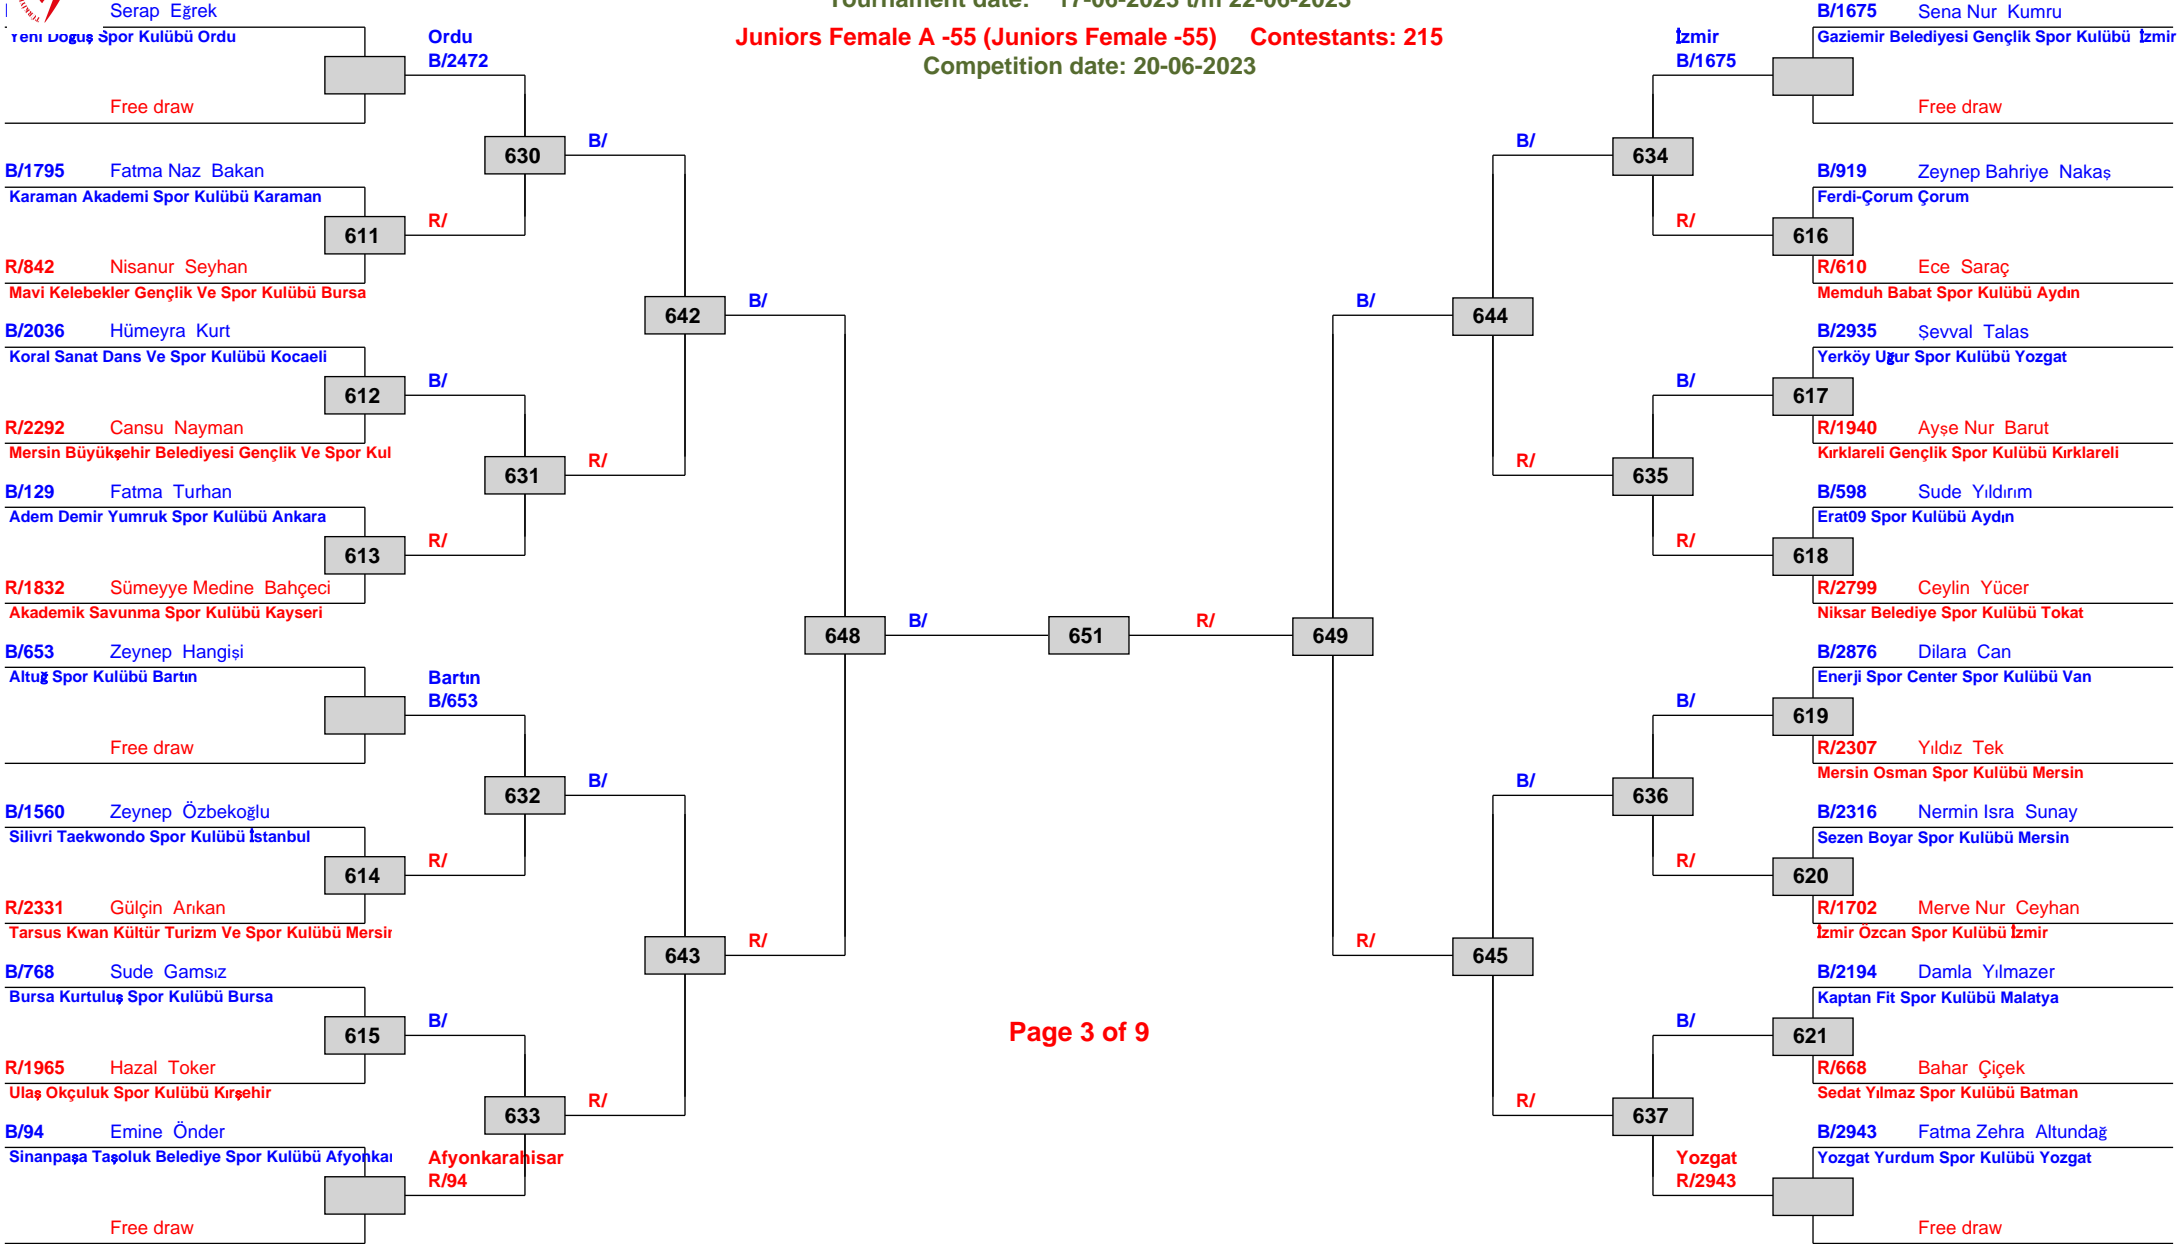 Tournament date: 17-06-2023 t/m 22-06-2023
Juniors Female A -55 (Juniors Female -55) Contestants: 215
Competition date: 20-06-2023
Serap Eğrek
Yeni Doğuş Spor Kulübü Ordu
Free draw
Ordu
B/2472
B/1795 Fatma Naz Bakan
Karaman Akademi Spor Kulübü Karaman
611
R/842 Nisanur Seyhan
Mavi Kelebekler Gençlik Ve Spor Kulübü Bursa
R/
630
B/
B/2036 Hümeyra Kurt
Koral Sanat Dans Ve Spor Kulübü Kocaeli
612
B/
R/2292 Cansu Nayman
Mersin Büyükşehir Belediyesi Gençlik Ve Spor Kul
B/129 Fatma Turhan
Adem Demir Yumruk Spor Kulübü Ankara
613
R/
R/1832 Sümeyye Medine Bahçeci
Akademik Savunma Spor Kulübü Kayseri
631
R/
642
B/
B/653 Zeynep Hangişi
Altuğ Spor Kulübü Bartın
Free draw
Bartın
B/653
B/1560 Zeynep Özbekoğlu
Silivri Taekwondo Spor Kulübü İstanbul
614
R/
R/2331 Gülçin Arıkan
Tarsus Kwan Kültür Turizm Ve Spor Kulübü Mersin
632
B/
B/768 Sude Gamsız
Bursa Kurtuluş Spor Kulübü Bursa
615
B/
R/1965 Hazal Toker
Ulaş Okçuluk Spor Kulübü Kırşehir
B/94 Emine Önder
Sinanpaşa Taşoluk Belediye Spor Kulübü Afyonkar
Free draw
Afyonkarahisar
R/94
633
R/
643
R/
648
B/
651
R/
649
B/
R/
644
B/
R/
645
B/
R/
634
635
636
637
İzmir
B/1675
B/1675 Sena Nur Kumru
Gaziemir Belediyesi Gençlik Spor Kulübü İzmir
Free draw
B/919 Zeynep Bahriye Nakaş
Ferdi-Çorum Çorum
R/
616
R/610 Ece Saraç
Memduh Babat Spor Kulübü Aydın
B/2935 Şevval Talas
Yerköy Uğur Spor Kulübü Yozgat
B/
617
R/1940 Ayşe Nur Barut
Kırklareli Gençlik Spor Kulübü Kırklareli
B/598 Sude Yıldırım
Erat09 Spor Kulübü Aydın
R/
618
R/2799 Ceylin Yücer
Niksar Belediye Spor Kulübü Tokat
B/2876 Dilara Can
Enerji Spor Center Spor Kulübü Van
B/
619
R/2307 Yıldız Tek
Mersin Osman Spor Kulübü Mersin
B/2316 Nermin Isra Sunay
Sezen Boyar Spor Kulübü Mersin
R/
620
R/1702 Merve Nur Ceyhan
İzmir Özcan Spor Kulübü İzmir
B/2194 Damla Yılmazer
Kaptan Fit Spor Kulübü Malatya
B/
621
R/668 Bahar Çiçek
Sedat Yılmaz Spor Kulübü Batman
B/2943 Fatma Zehra Altundağ
Yozgat Yurdum Spor Kulübü Yozgat
Yozgat
R/2943
Free draw
Page 3 of 9